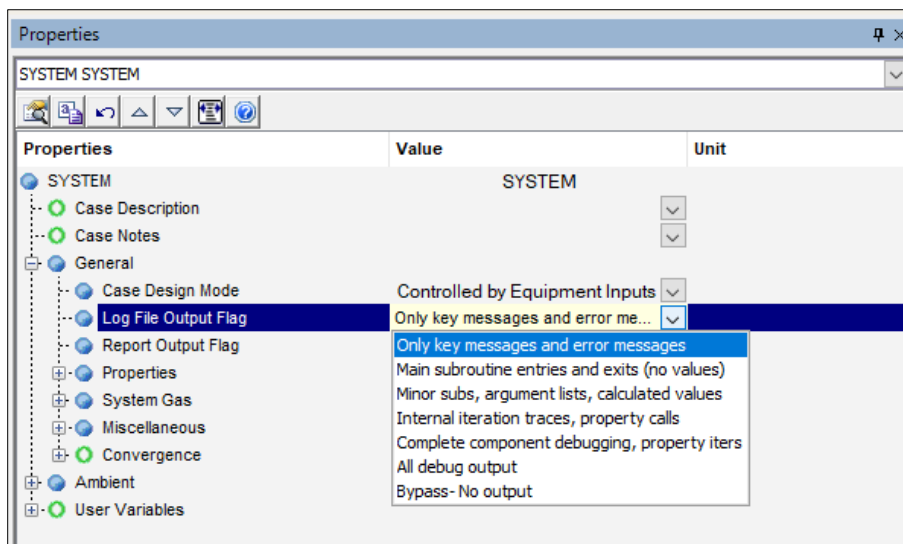 Properties
SYSTEM SYSTEM
Properties Value Unit
SYSTEM SYSTEM
Case Description
Case Notes
General
Case Design Mode Controlled by Equipment Inputs
Log File Output Flag Only key messages and error me...
Report Output Flag Only key messages and error messages
Properties Main subroutine entries and exits (no values)
System Gas Minor subs, argument lists, calculated values
Miscellaneous Internal iteration traces, property calls
Convergence Complete component debugging, property iters
Ambient All debug output
User Variables Bypass- No output